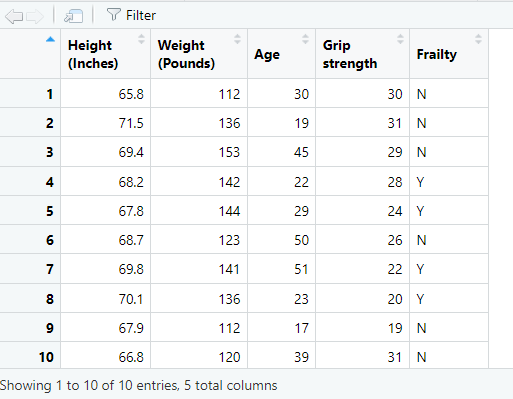 Filter
Height (Inches) Weight (Pounds) Age Grip strength Frailty
1 65.8 112 30 30 N
2 71.5 136 19 31 N
3 69.4 153 45 29 N
4 68.2 142 22 28 Y
5 67.8 144 29 24 Y
6 68.7 123 50 26 N
7 69.8 141 51 22 Y
8 70.1 136 23 20 Y
9 67.9 112 17 19 N
10 66.8 120 39 31 N
Showing 1 to 10 of 10 entries, 5 total columns